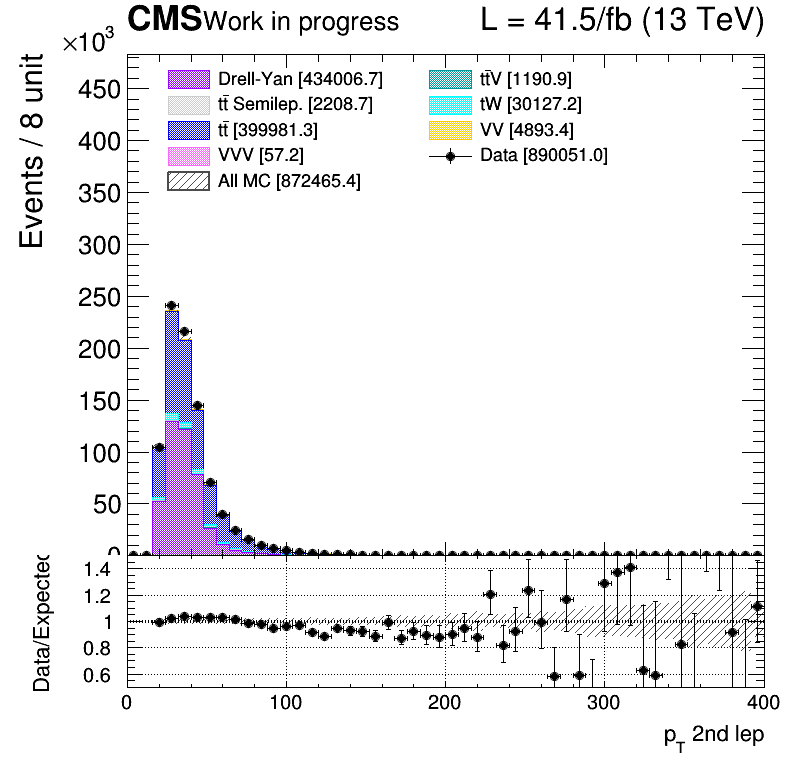 CMS Work in progress L = 41.5/fb (13 TeV)
×10³
Events / 8 unit
450
400
350
300
250
200
150
100
50
0
Drell-Yan [434006.7]
tt̄ Semilep. [2208.7]
tt̄ [399981.3]
VVV [57.2]
All MC [872465.4]
tt̄V [1190.9]
tW [30127.2]
VV [4893.4]
Data [890051.0]
Data/Expected
1.4
1.2
1
0.8
0.6
0 100 200 300 400
p_T 2nd lep